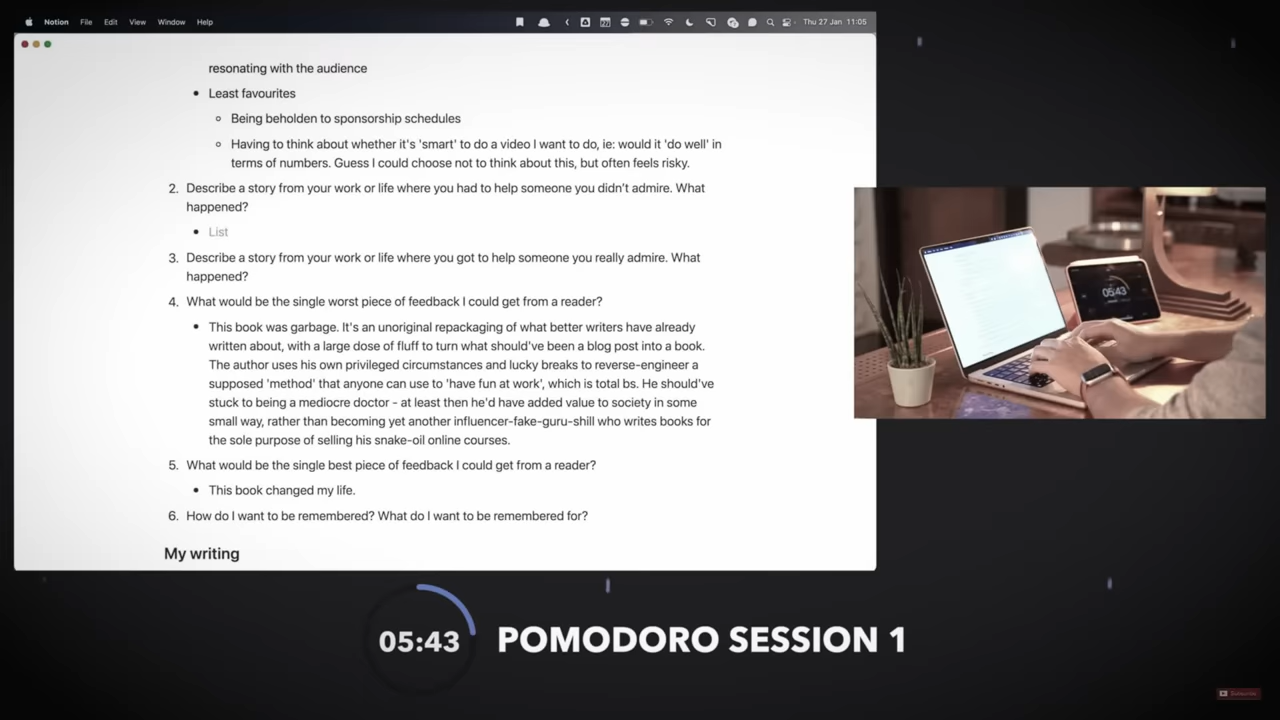 Notion File Edit View Window Help Thu 27 Jan 11:05
resonating with the audience
• Least favourites
◦ Being beholden to sponsorship schedules
◦ Having to think about whether it's 'smart' to do a video I want to do, ie: would it 'do well' in
terms of numbers. Guess I could choose not to think about this, but often feels risky.
2. Describe a story from your work or life where you had to help someone you didn't admire. What
happened?
• List
3. Describe a story from your work or life where you got to help someone you really admire. What
happened?
4. What would be the single worst piece of feedback I could get from a reader?
• This book was garbage. It's an unoriginal repackaging of what better writers have already
written about, with a large dose of fluff to turn what should've been a blog post into a book.
The author uses his own privileged circumstances and lucky breaks to reverse-engineer a
supposed 'method' that anyone can use to 'have fun at work', which is total bs. He should've
stuck to being a mediocre doctor - at least then he'd have added value to society in some
small way, rather than becoming yet another influencer-fake-guru-shill who writes books for
the sole purpose of selling his snake-oil online courses.
5. What would be the single best piece of feedback I could get from a reader?
• This book changed my life.
6. How do I want to be remembered? What do I want to be remembered for?
My writing
05:43
05:43
POMODORO SESSION 1
Subscribe